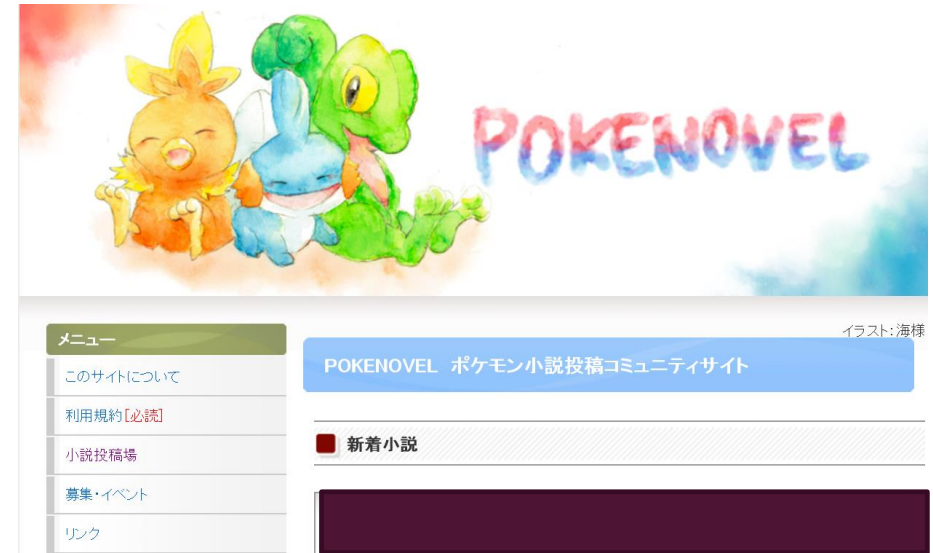 POKENOVEL
イラスト:海様
メニュー
POKENOVEL ポケモン小説投稿コミュニティサイト
このサイトについて
利用規約[必読]
新着小説
小説投稿場
募集・イベント
リンク